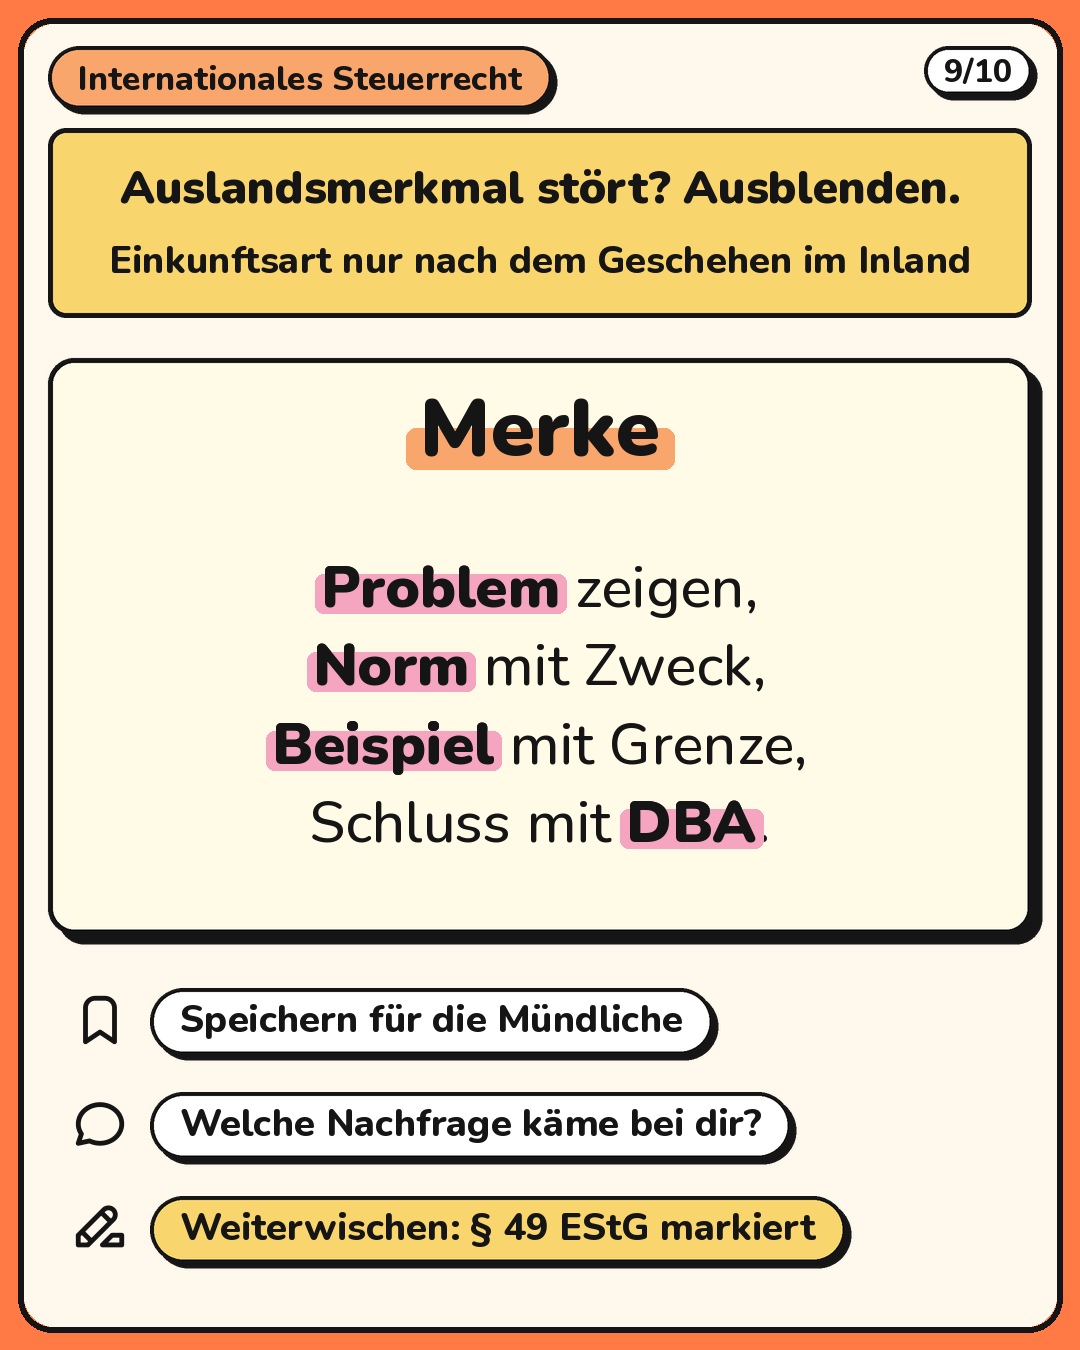 Internationales Steuerrecht
9/10
Auslandsmerkmal stört? Ausblenden.
Einkunftsart nur nach dem Geschehen im Inland
Merke
Problem zeigen,
Norm mit Zweck,
Beispiel mit Grenze,
Schluss mit DBA.
Speichern für die Mündliche
Welche Nachfrage käme bei dir?
Weiterwischen: § 49 EStG markiert